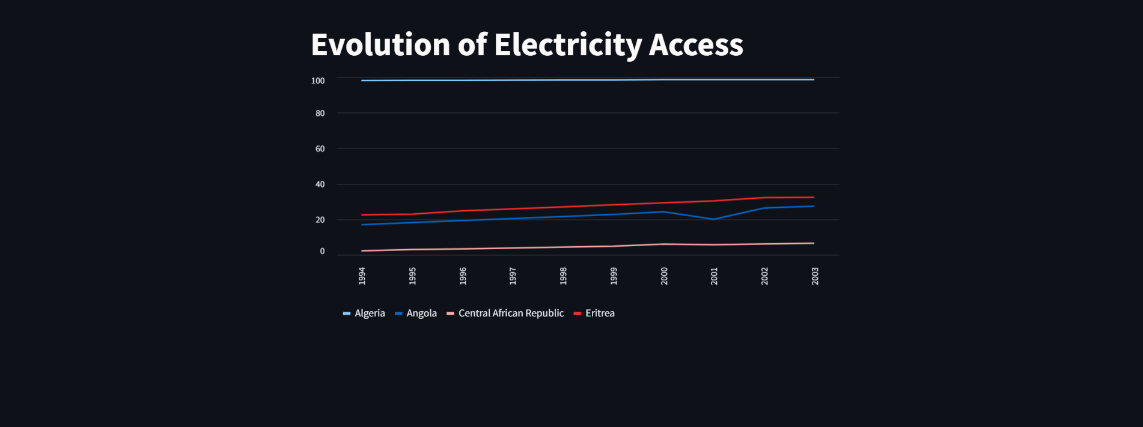 Evolution of Electricity Access
100
80
60
40
20
0
1994 1995 1996 1997 1998 1999 2000 2001 2002 2003
Algeria Angola Central African Republic Eritrea